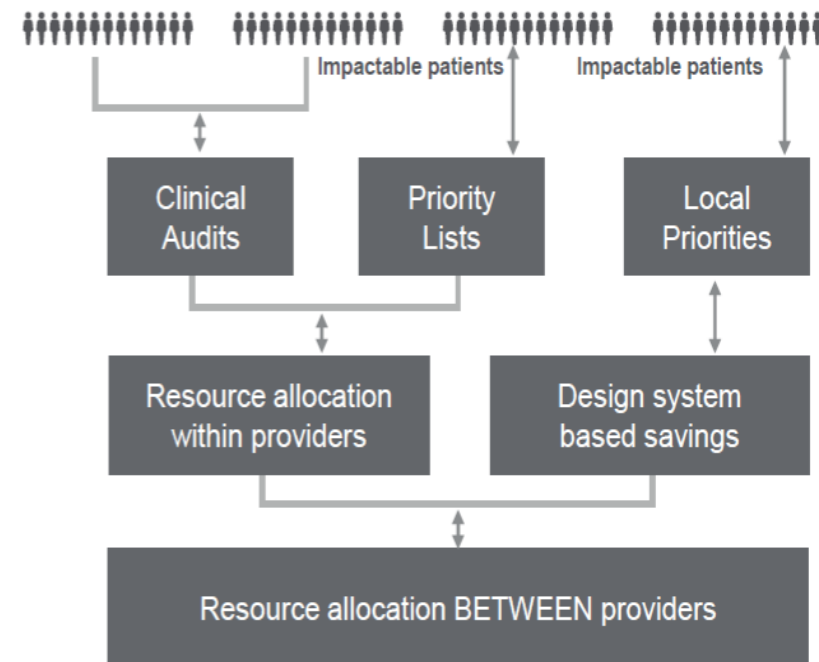 Impactable patients
Impactable patients
Clinical
Audits
Priority
Lists
Local
Priorities
Resource allocation
within providers
Design system
based savings
Resource allocation BETWEEN providers